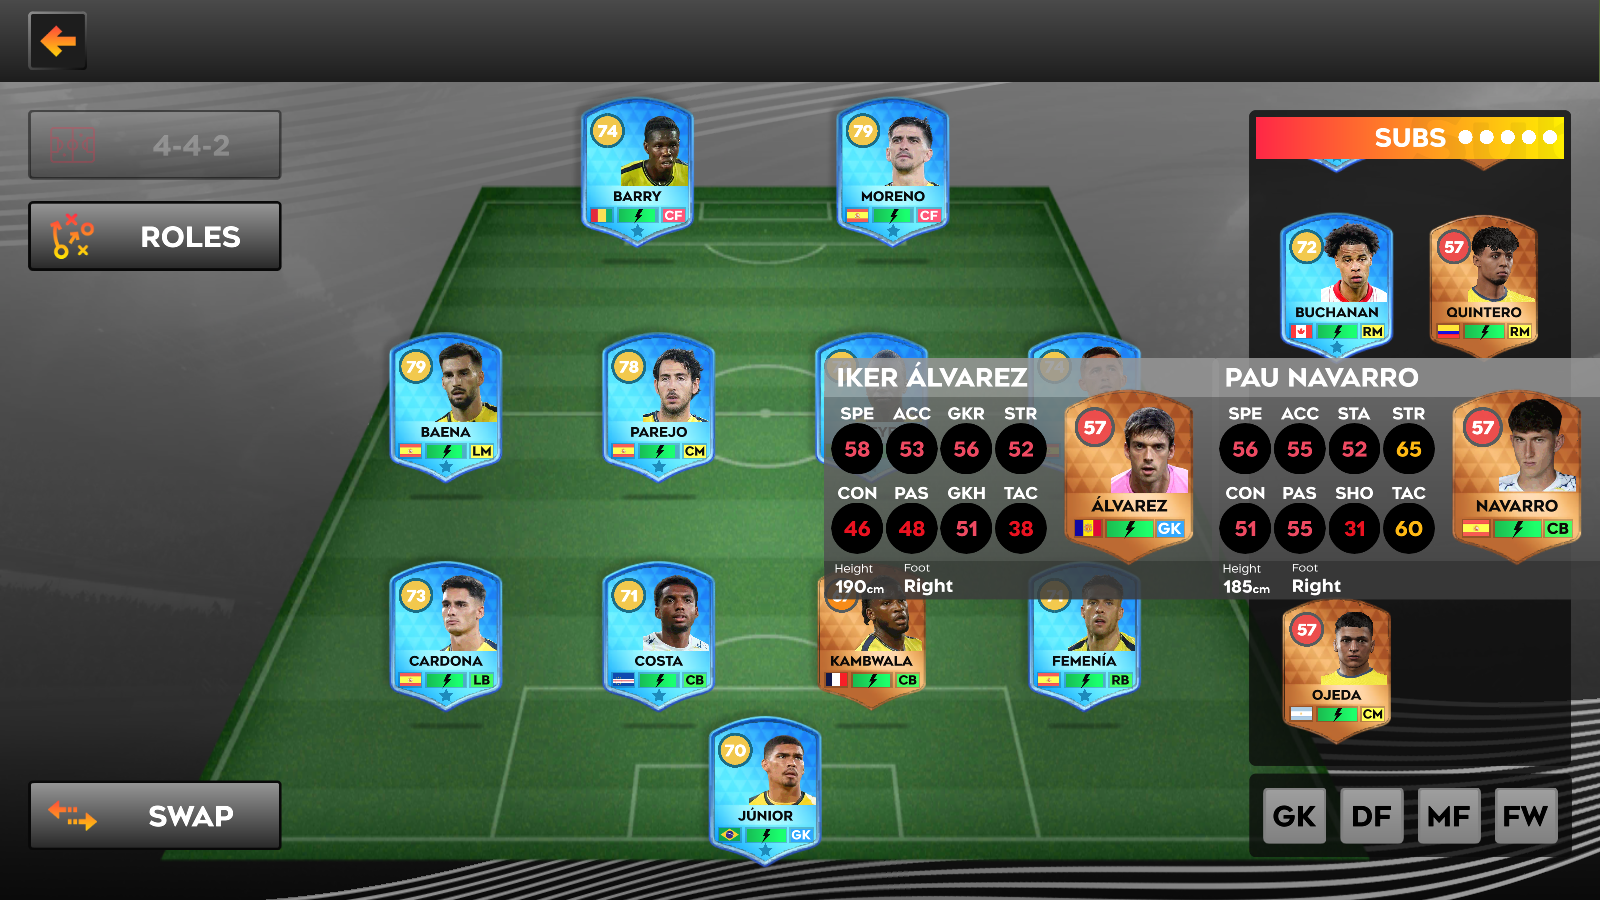 4-4-2
ROLES
SWAP
74
BARRY
CF
79
MORENO
CF
79
BAENA
LM
78
PAREJO
CM
74
73
CARDONA
LB
71
COSTA
CB
KAMBWALA
CB
FEMENÍA
RB
70
JÚNIOR
GK
SUBS
72
BUCHANAN
RM
57
QUINTERO
RM
IKER ÁLVAREZ
SPE ACC GKR STR
58 53 56 52
CON PAS GKH TAC
46 48 51 38
Height Foot
190cm Right
57
ÁLVAREZ
GK
PAU NAVARRO
SPE ACC STA STR
56 55 52 65
CON PAS SHO TAC
51 55 31 60
Height Foot
185cm Right
57
NAVARRO
CB
57
OJEDA
CM
GK DF MF FW